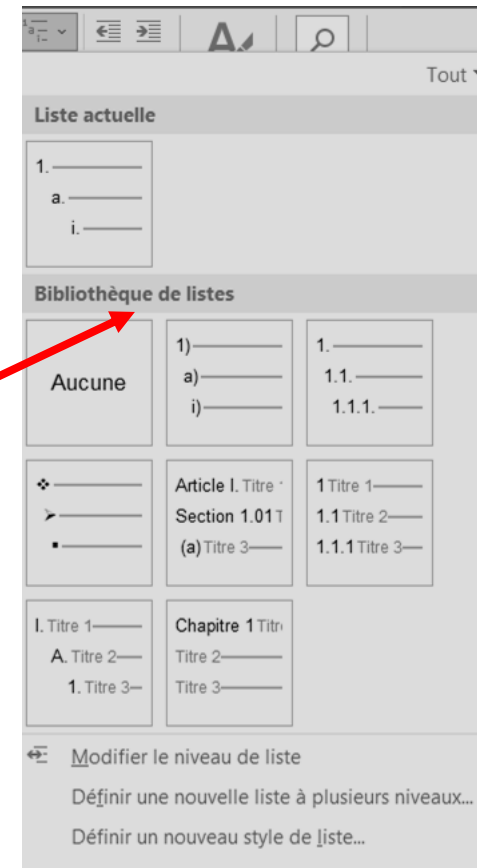 Tout
Liste actuelle
1.
a.
i.
Bibliothèque de listes
Aucune
1)
a)
i)
1.
1.1.
1.1.1.
Article I. Titre
Section 1.01
(a) Titre 3
1 Titre 1
1.1 Titre 2
1.1.1 Titre 3
I. Titre 1
A. Titre 2
1. Titre 3
Chapitre 1
Titre 2
Titre 3
Modifier le niveau de liste
Définir une nouvelle liste à plusieurs niveaux...
Définir un nouveau style de liste...